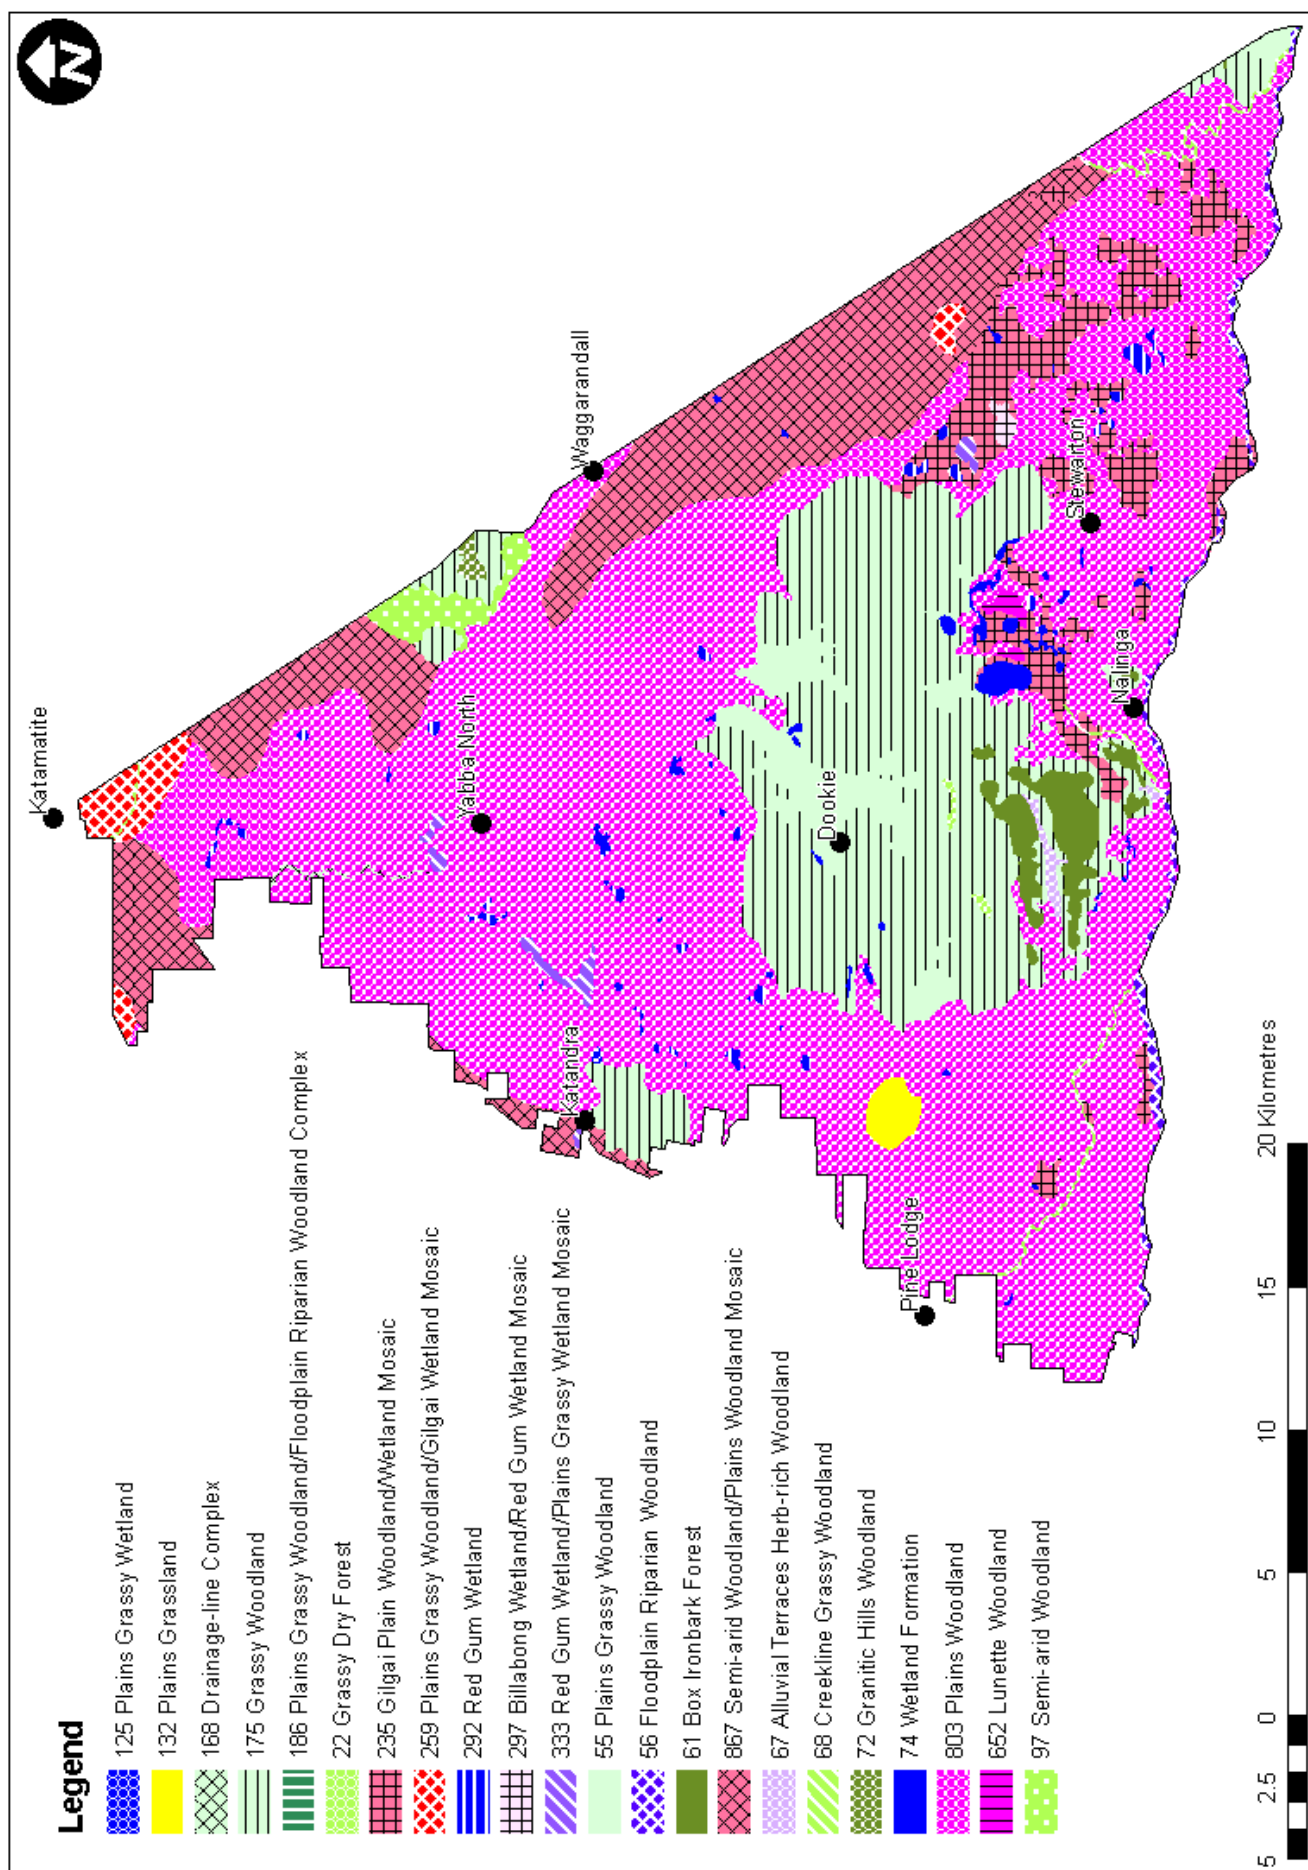 N
Katamatite
Waggarandall
Yabba North
Katandra
Dookie
Stewarton
Nalinga
Pine Lodge
Legend
125 Plains Grassy Wetland
132 Plains Grassland
168 Drainage-line Complex
175 Grassy Woodland
186 Plains Grassy Woodland/Floodplain Riparian Woodland Complex
22 Grassy Dry Forest
235 Gilgai Plain Woodland/Wetland Mosaic
259 Plains Grassy Woodland/Gilgai Wetland Mosaic
292 Red Gum Wetland
297 Billabong Wetland/Red Gum Wetland Mosaic
333 Red Gum Wetland/Plains Grassy Wetland Mosaic
55 Plains Grassy Woodland
56 Floodplain Riparian Woodland
61 Box Ironbark Forest
867 Semi-arid Woodland/Plains Woodland Mosaic
67 Alluvial Terraces Herb-rich Woodland
68 Creekline Grassy Woodland
72 Granitic Hills Woodland
74 Wetland Formation
803 Plains Woodland
652 Lunette Woodland
97 Semi-arid Woodland
5 2.5 0 5 10 15 20 Kilometres